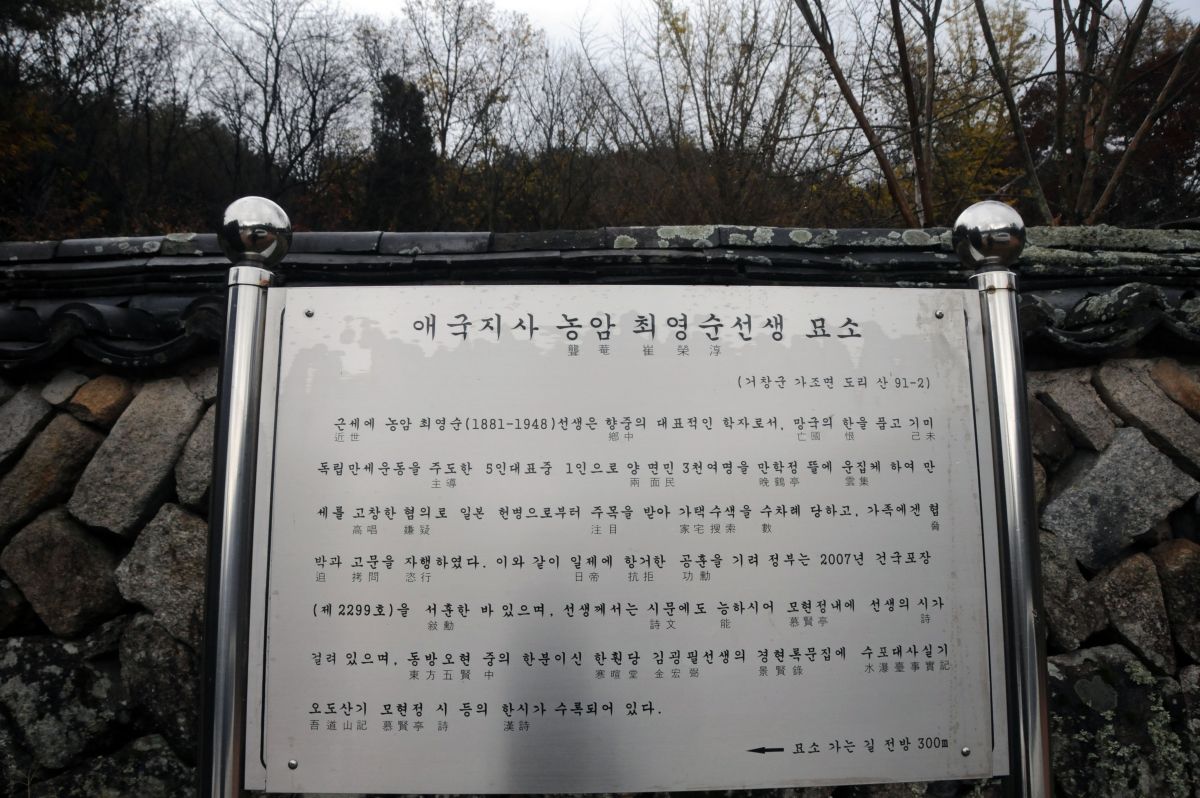 애국지사 농암 최영순선생 묘소
聾菴 崔榮淳
(거창군 가조면 도리 산 91-2)
근세에 농암 최영순(1881-1948)선생은 향중의 대표적인 학자로서, 망국의 한을 품고 기미
近世 鄕中 亡國 恨 己未
독립만세운동을 주도한 5인대표중 1인으로 양 면민 3천여명을 만학정 뜰에 운집케 하여 만
主導 兩 面民 晩鶴亭 雲集
세를 고창한 혐의로 일본 헌병으로부터 주목을 받아 가택수색을 수차례 당하고, 가족에겐 협
高唱 嫌疑 注目 家宅搜索 數 脅
박과 고문을 자행하였다. 이와 같이 일제에 항거한 공훈을 기려 정부는 2007년 건국포장
迫 拷問 恣行 日帝 抗拒 功勳
(제 2299호)을 서훈한 바 있으며, 선생께서는 시문에도 능하시어 모현정내에 선생의 시가
敍勳 詩文 能 慕賢亭 詩
걸려 있으며, 동방오현 중의 한분이신 한훤당 김굉필선생의 경현록문집에 수포대사실기
東方五賢 中 寒暄堂 金宏弼 景賢錄 水瀑臺事實記
오도산기 모현정 시 등의 한시가 수록되어 있다.
吾道山記 慕賢亭 詩 漢詩
← 묘소 가는 길 전방 300m